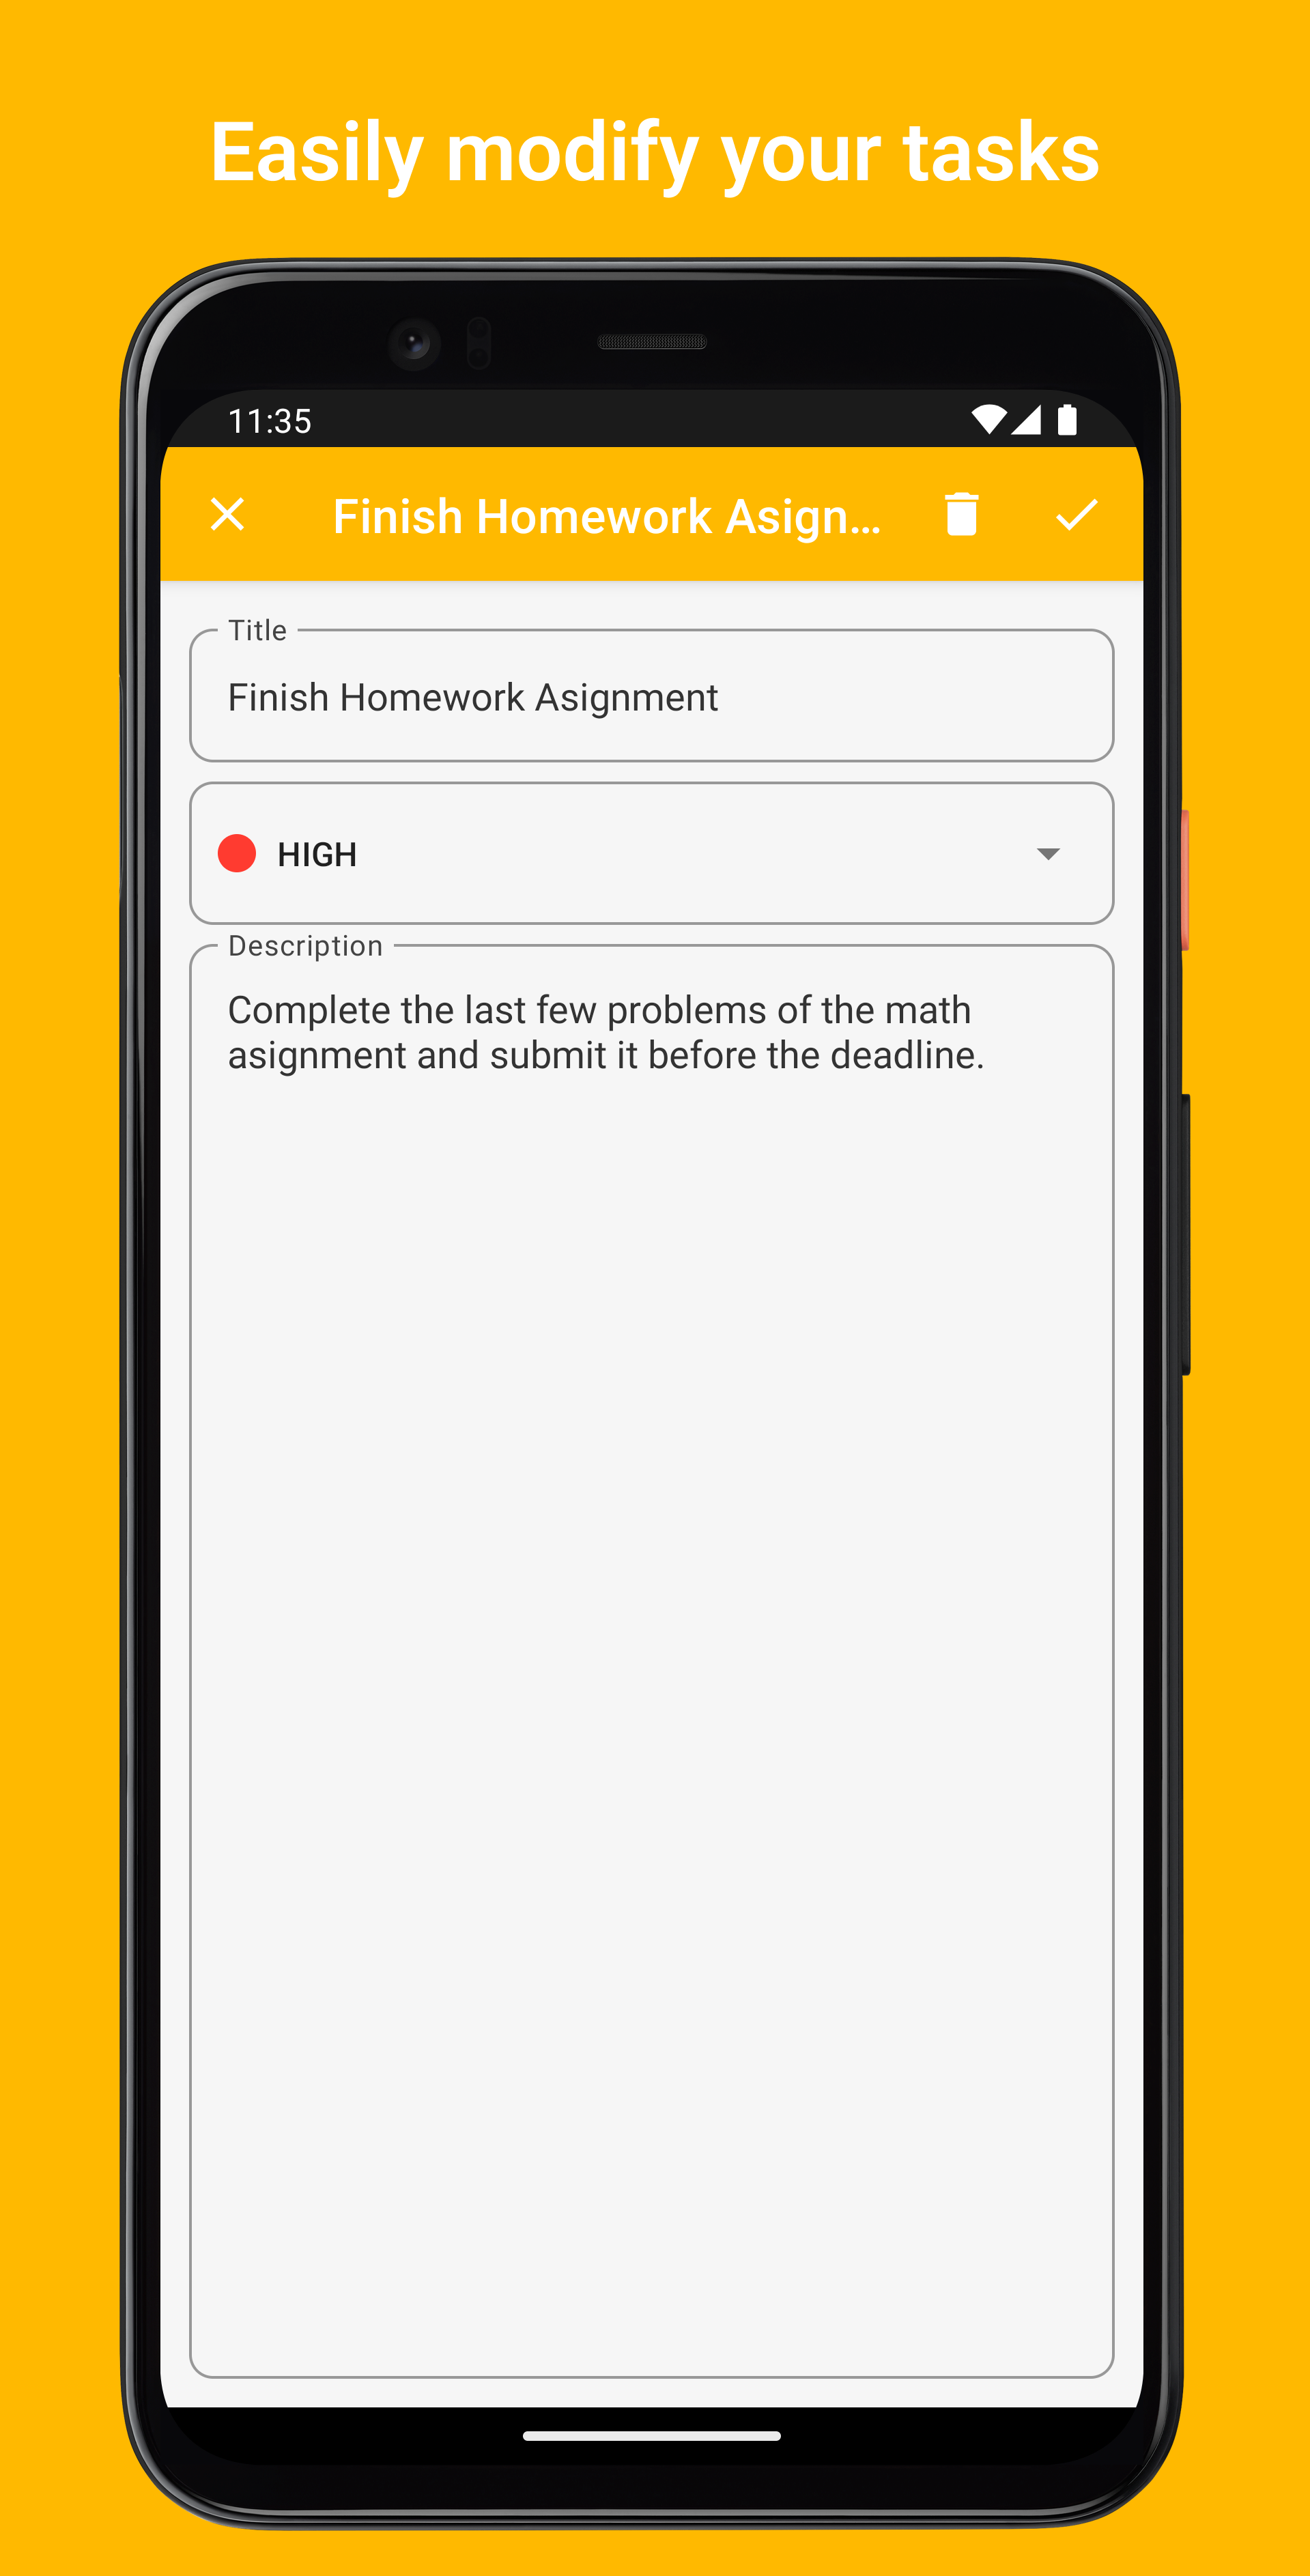 Easily modify your tasks
11:35
Finish Homework Asign...
Title
Finish Homework Asignment
HIGH
Description
Complete the last few problems of the math
asignment and submit it before the deadline.